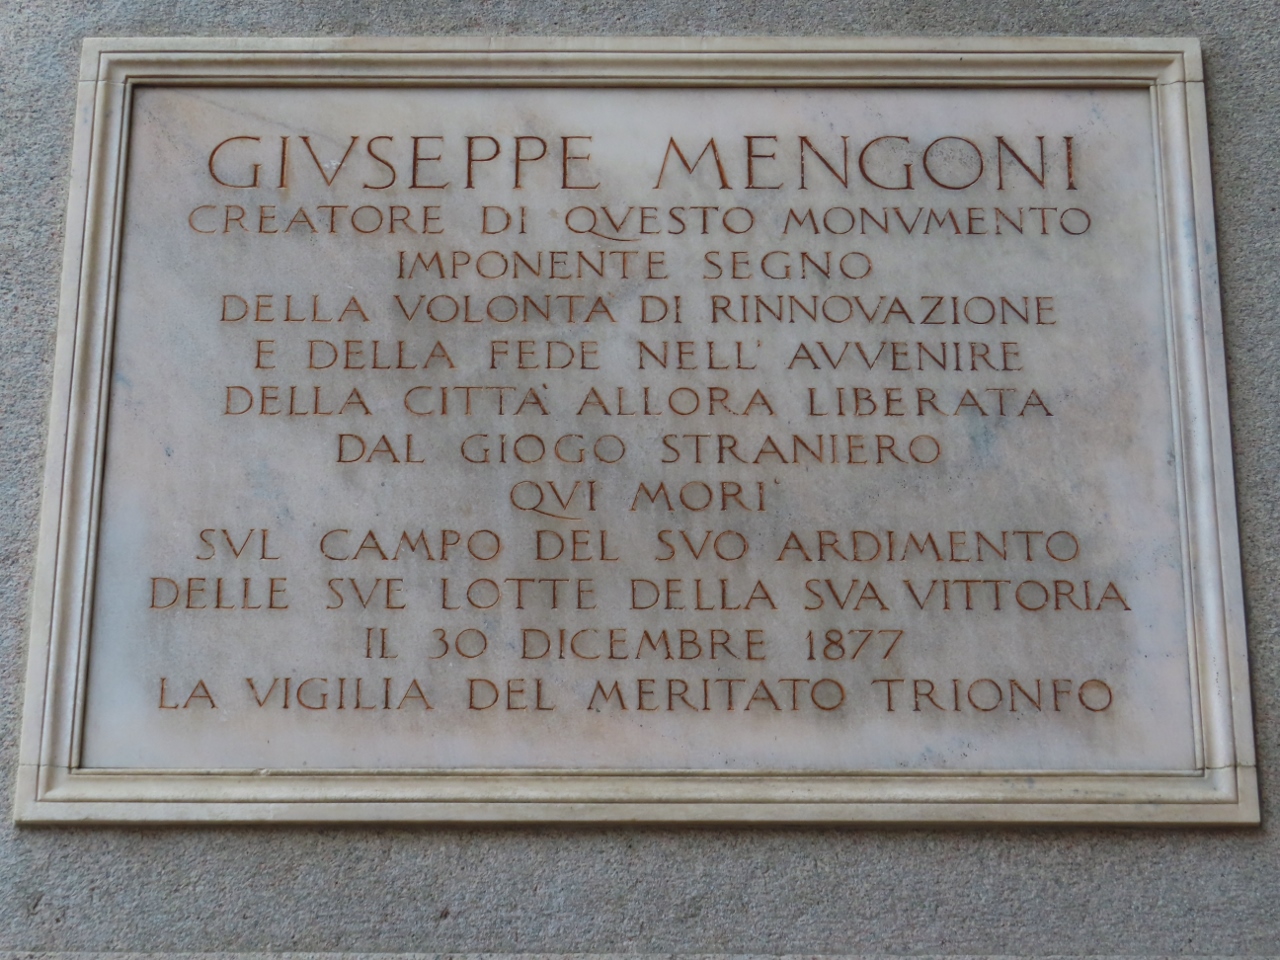 GIVSEPPE MENGONI
CREATORE DI QVESTO MONVMENTO
IMPONENTE SEGNO
DELLA VOLONTÀ DI RINNOVAZIONE
E DELLA FEDE NELL' AVVENIRE
DELLA CITTÀ ALLORA LIBERATA
DAL GIOGO STRANIERO
QVI MORI'
SVL CAMPO DEL SVO ARDIMENTO
DELLE SVE LOTTE DELLA SVA VITTORIA
IL 30 DICEMBRE 1877
LA VIGILIA DEL MERITATO TRIONFO